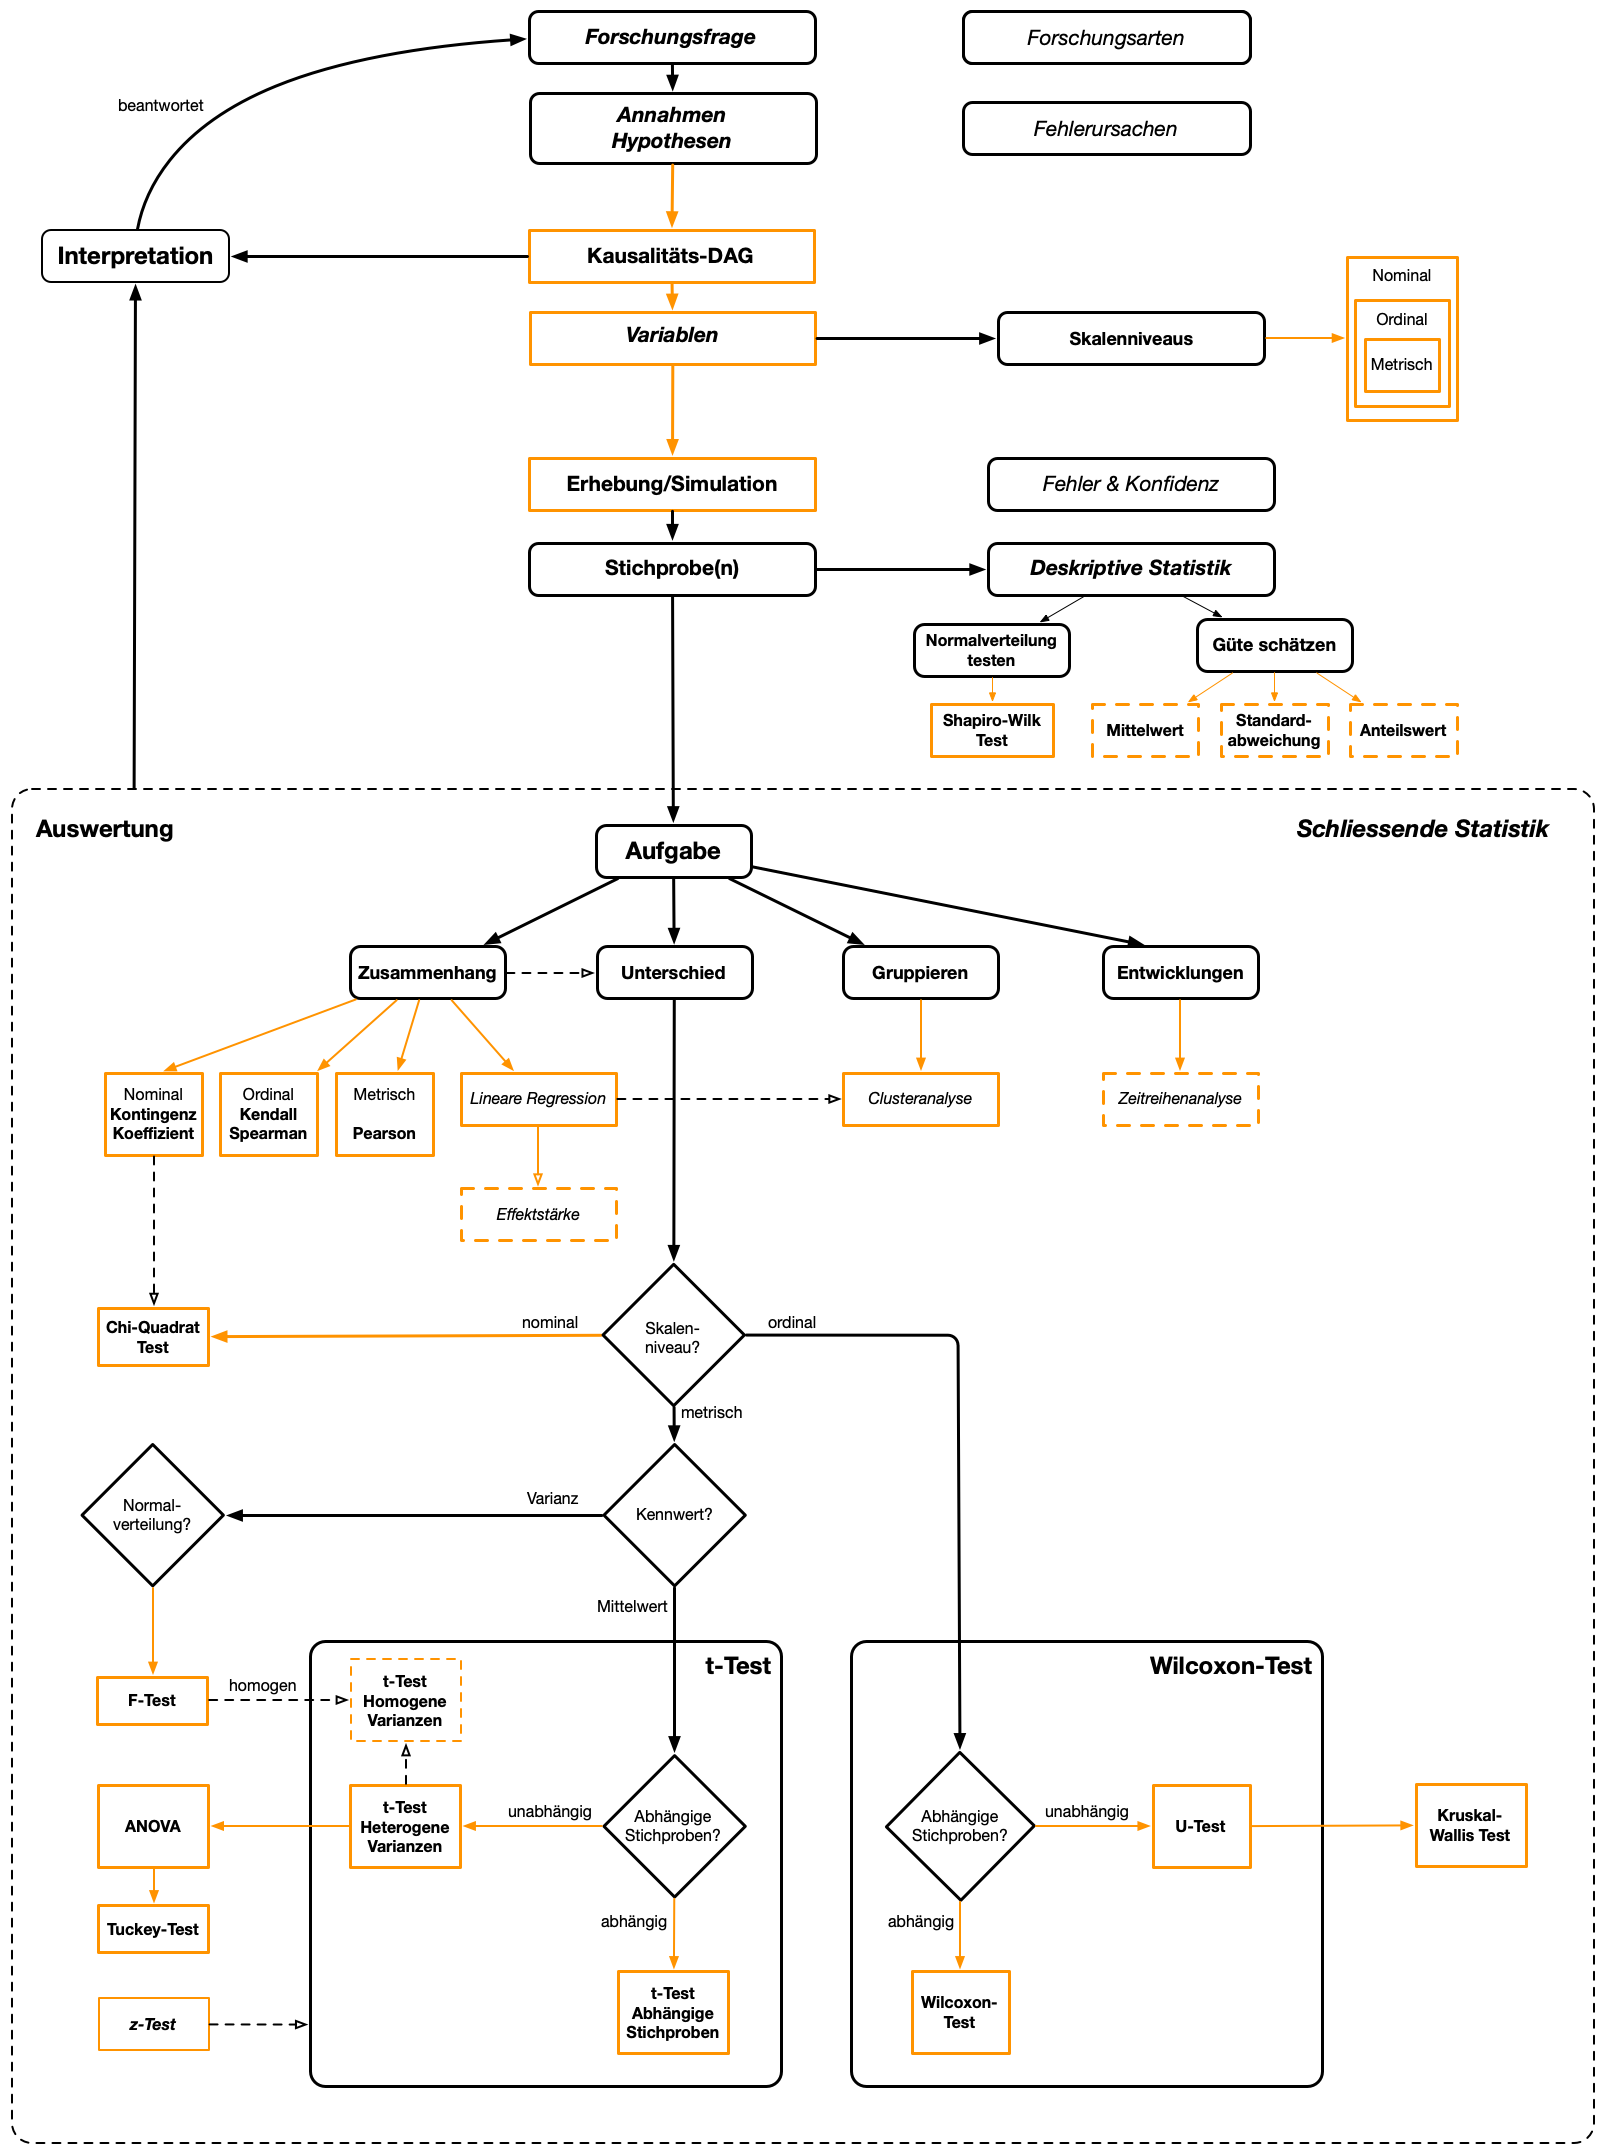 Forschungsfrage
Forschungsarten
beantwortet
Annahmen
Hypothesen
Fehlerursachen
Interpretation
Kausalitäts-DAG
Variablen
Skalenniveaus
Nominal
Ordinal
Metrisch
Erhebung/Simulation
Fehler & Konfidenz
Stichprobe(n)
Deskriptive Statistik
Normalverteilung
testen
Güte schätzen
Shapiro-Wilk
Test
Mittelwert
Standard-
abweichung
Anteilswert
Auswertung
Schliessende Statistik
Aufgabe
Zusammenhang
Unterschied
Gruppieren
Entwicklungen
Nominal
Kontingenz
Koeffizient
Ordinal
Kendall
Spearman
Metrisch
Pearson
Lineare Regression
Clusteranalyse
Zeitreihenanalyse
Effektstärke
Chi-Quadrat
Test
nominal
Skalen-
niveau?
ordinal
metrisch
Normal-
verteilung?
Varianz
Kennwert?
Mittelwert
t-Test
Wilcoxon-Test
F-Test
homogen
t-Test
Homogene
Varianzen
ANOVA
t-Test
Heterogene
Varianzen
unabhängig
Abhängige
Stichproben?
Abhängige
Stichproben?
unabhängig
U-Test
Kruskal-
Wallis Test
Tuckey-Test
abhängig
abhängig
z-Test
t-Test
Abhängige
Stichproben
Wilcoxon-
Test